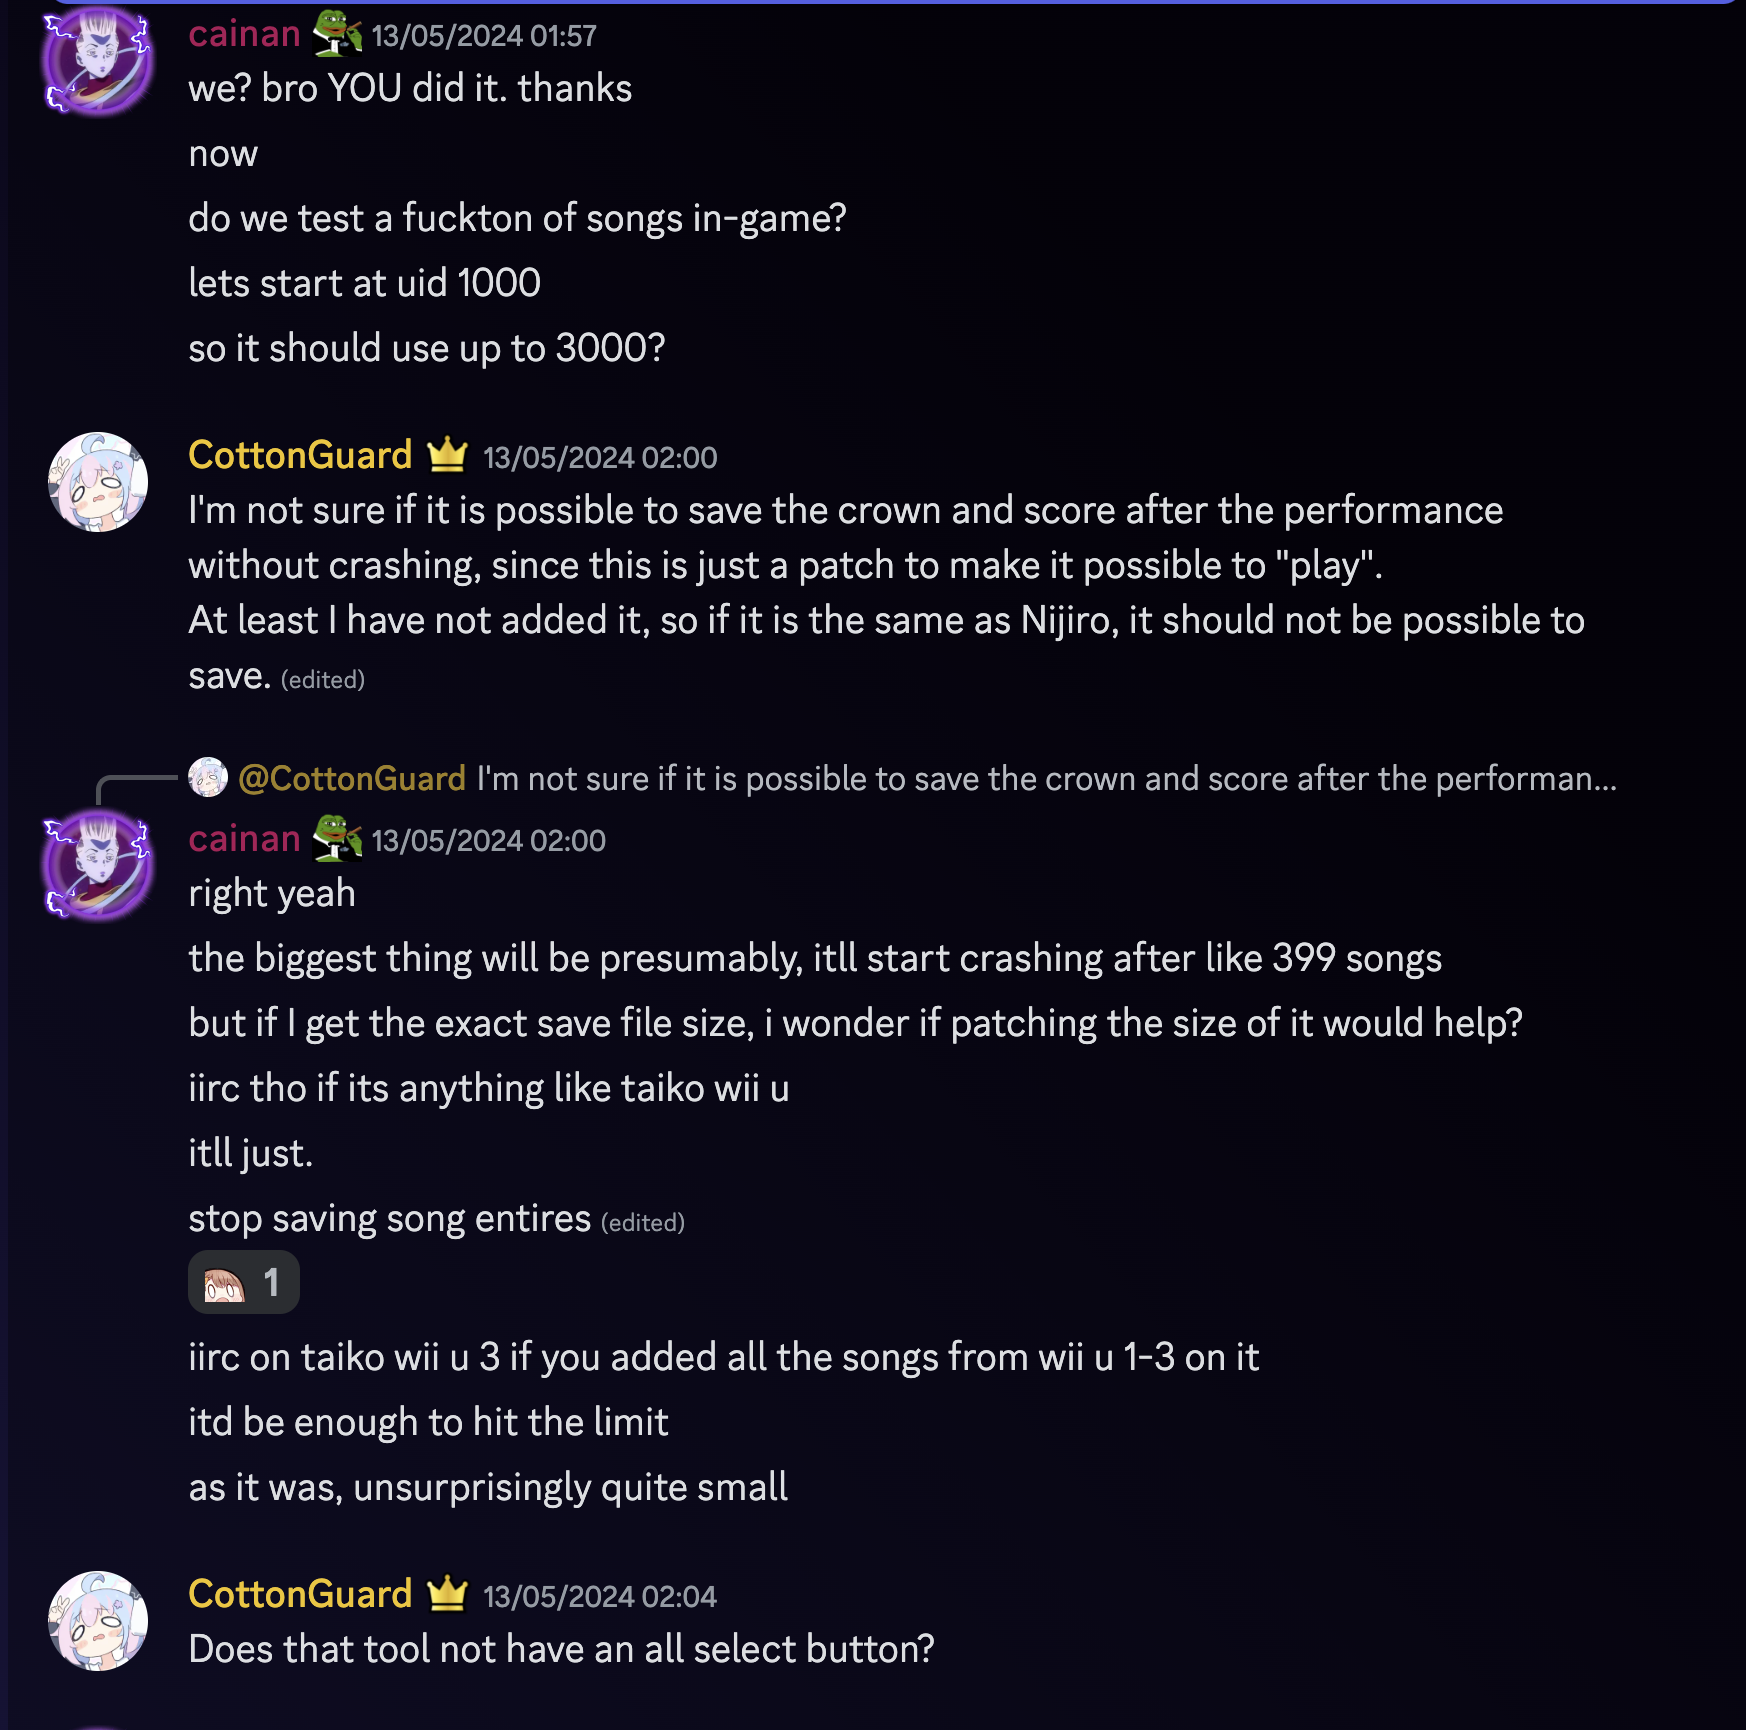 cainan 13/05/2024 01:57
we? bro YOU did it. thanks
now
do we test a fuckton of songs in-game?
lets start at uid 1000
so it should use up to 3000?
CottonGuard 13/05/2024 02:00
I'm not sure if it is possible to save the crown and score after the performance
without crashing, since this is just a patch to make it possible to "play".
At least I have not added it, so if it is the same as Nijiro, it should not be possible to
save. (edited)
@CottonGuard I'm not sure if it is possible to save the crown and score after the performan...
cainan 13/05/2024 02:00
right yeah
the biggest thing will be presumably, itll start crashing after like 399 songs
but if I get the exact save file size, i wonder if patching the size of it would help?
iirc tho if its anything like taiko wii u
itll just.
stop saving song entires (edited)
1
iirc on taiko wii u 3 if you added all the songs from wii u 1-3 on it
itd be enough to hit the limit
as it was, unsurprisingly quite small
CottonGuard 13/05/2024 02:04
Does that tool not have an all select button?